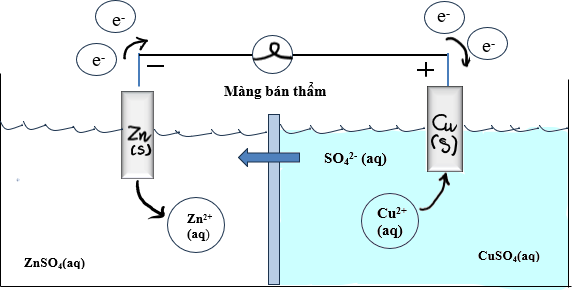 e-
e-
e-
e-
−
+
Màng bán thẩm
Zn
(s)
Cu
(s)
SO₄²⁻ (aq)
Zn²⁺
(aq)
Cu²⁺
(aq)
ZnSO₄(aq)
CuSO₄(aq)